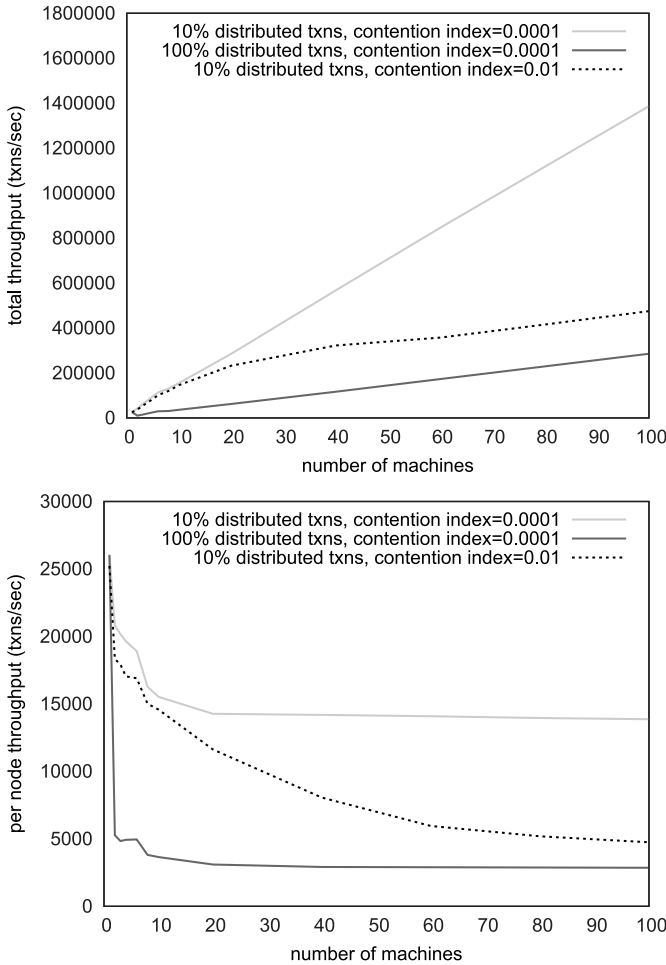 1800000
1600000
1400000
1200000
1000000
800000
600000
400000
200000
0
total throughput (txns/sec)
10% distributed txns, contention index=0.0001
100% distributed txns, contention index=0.0001
10% distributed txns, contention index=0.01
0 10 20 30 40 50 60 70 80 90 100
number of machines
30000
25000
20000
15000
10000
5000
0
per node throughput (txns/sec)
10% distributed txns, contention index=0.0001
100% distributed txns, contention index=0.0001
10% distributed txns, contention index=0.01
0 10 20 30 40 50 60 70 80 90 100
number of machines